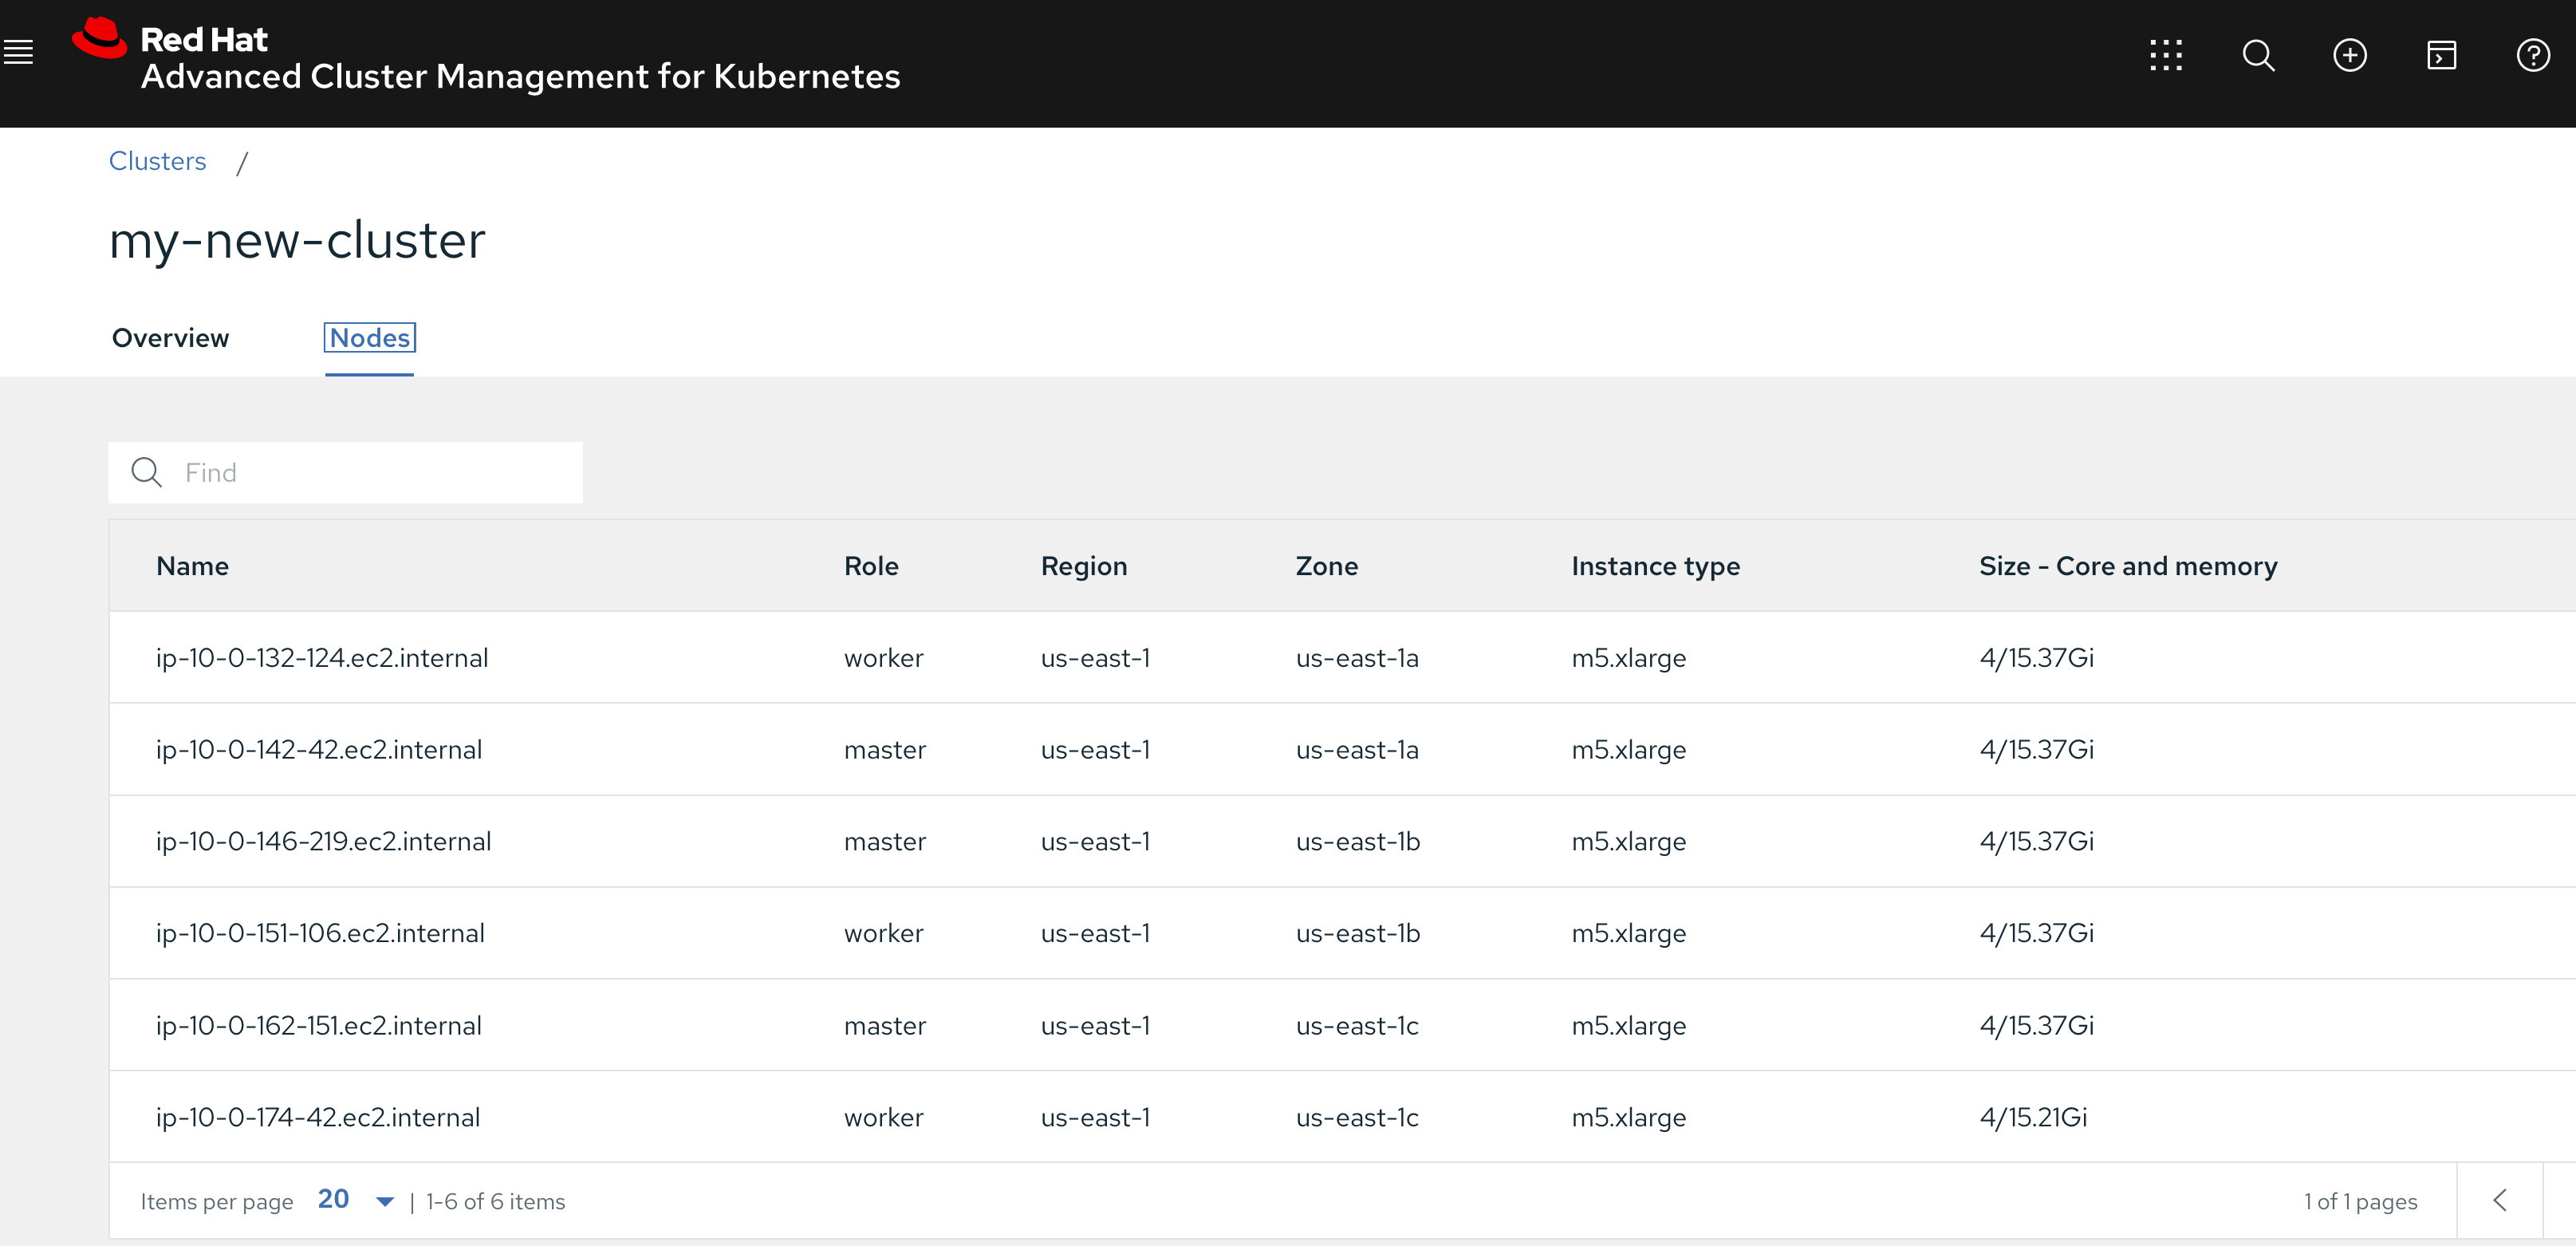 Red Hat
Advanced Cluster Management for Kubernetes
Clusters /
my-new-cluster
Overview Nodes
Find
Name Role Region Zone Instance type Size - Core and memory
ip-10-0-132-124.ec2.internal worker us-east-1 us-east-1a m5.xlarge 4/15.37Gi
ip-10-0-142-42.ec2.internal master us-east-1 us-east-1a m5.xlarge 4/15.37Gi
ip-10-0-146-219.ec2.internal master us-east-1 us-east-1b m5.xlarge 4/15.37Gi
ip-10-0-151-106.ec2.internal worker us-east-1 us-east-1b m5.xlarge 4/15.37Gi
ip-10-0-162-151.ec2.internal master us-east-1 us-east-1c m5.xlarge 4/15.37Gi
ip-10-0-174-42.ec2.internal worker us-east-1 us-east-1c m5.xlarge 4/15.21Gi
Items per page 20 | 1-6 of 6 items 1 of 1 pages